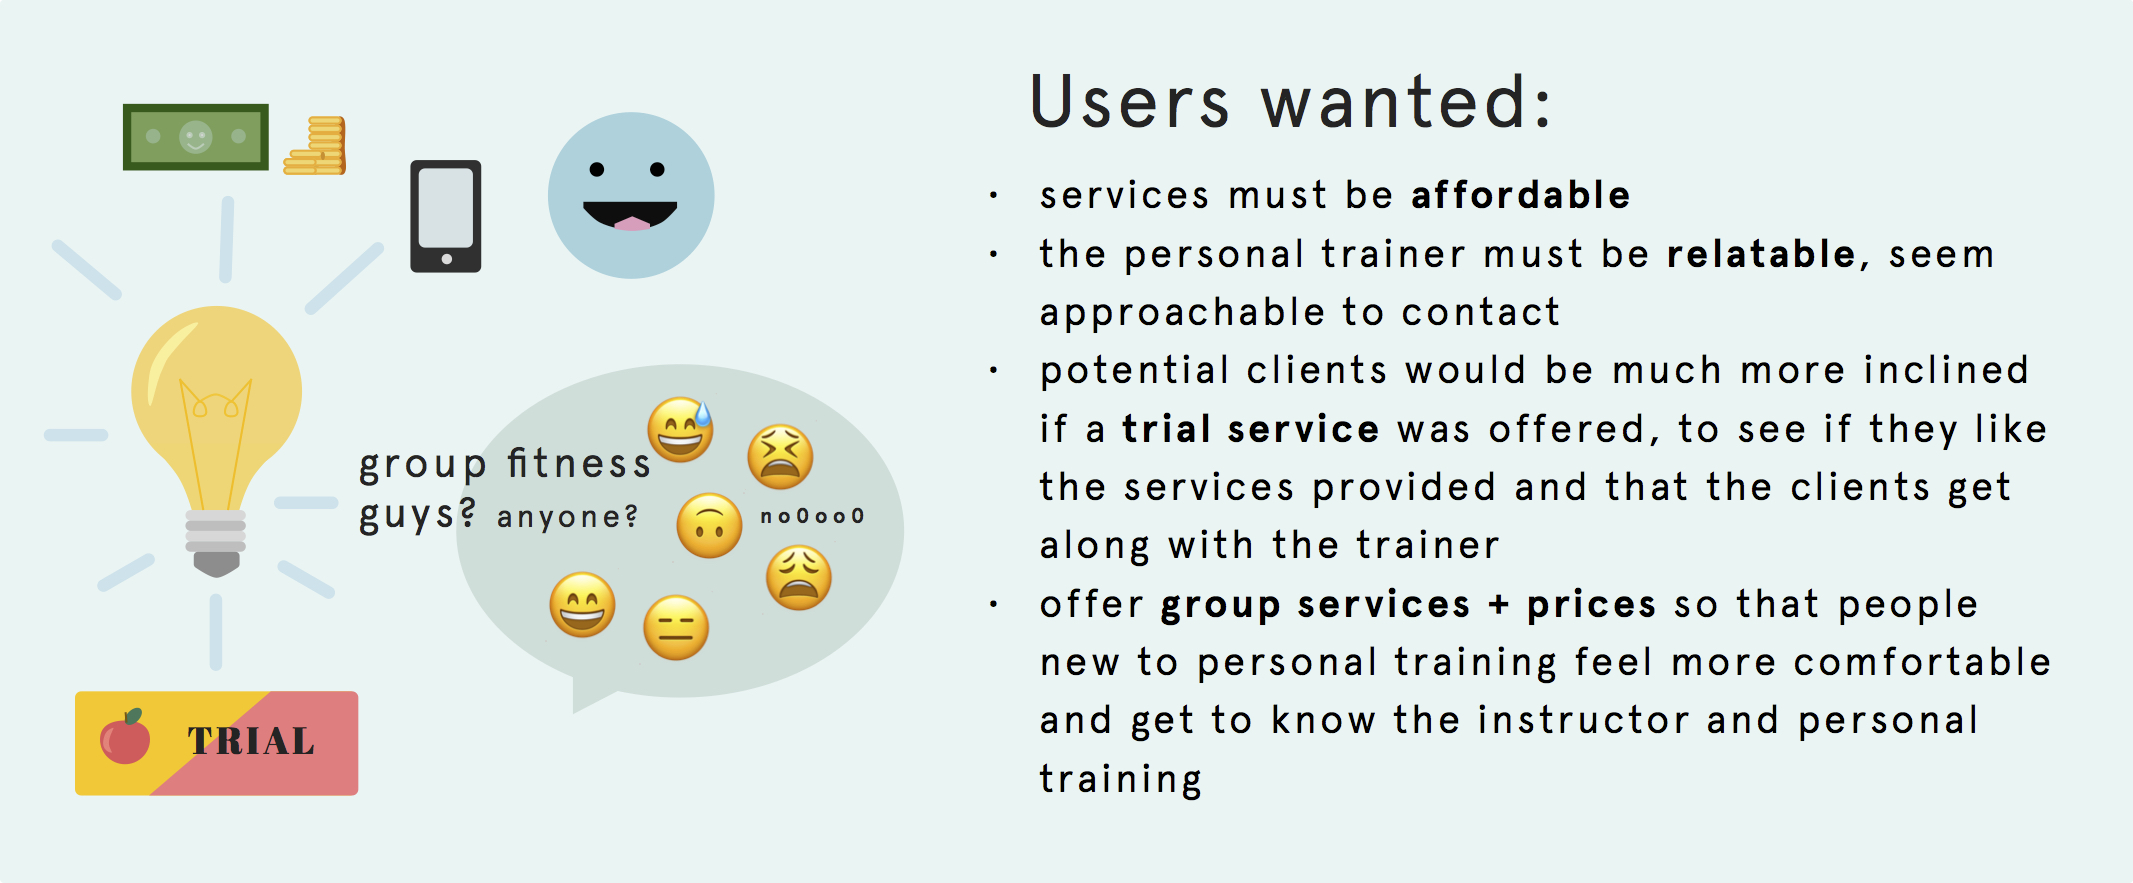 Users wanted:
· services must be affordable
· the personal trainer must be relatable, seem
approachable to contact
· potential clients would be much more inclined
if a trial service was offered, to see if they like
the services provided and that the clients get
along with the trainer
· offer group services + prices so that people
new to personal training feel more comfortable
and get to know the instructor and personal
training
group fitness
guys? anyone?
no0oo0
TRIAL